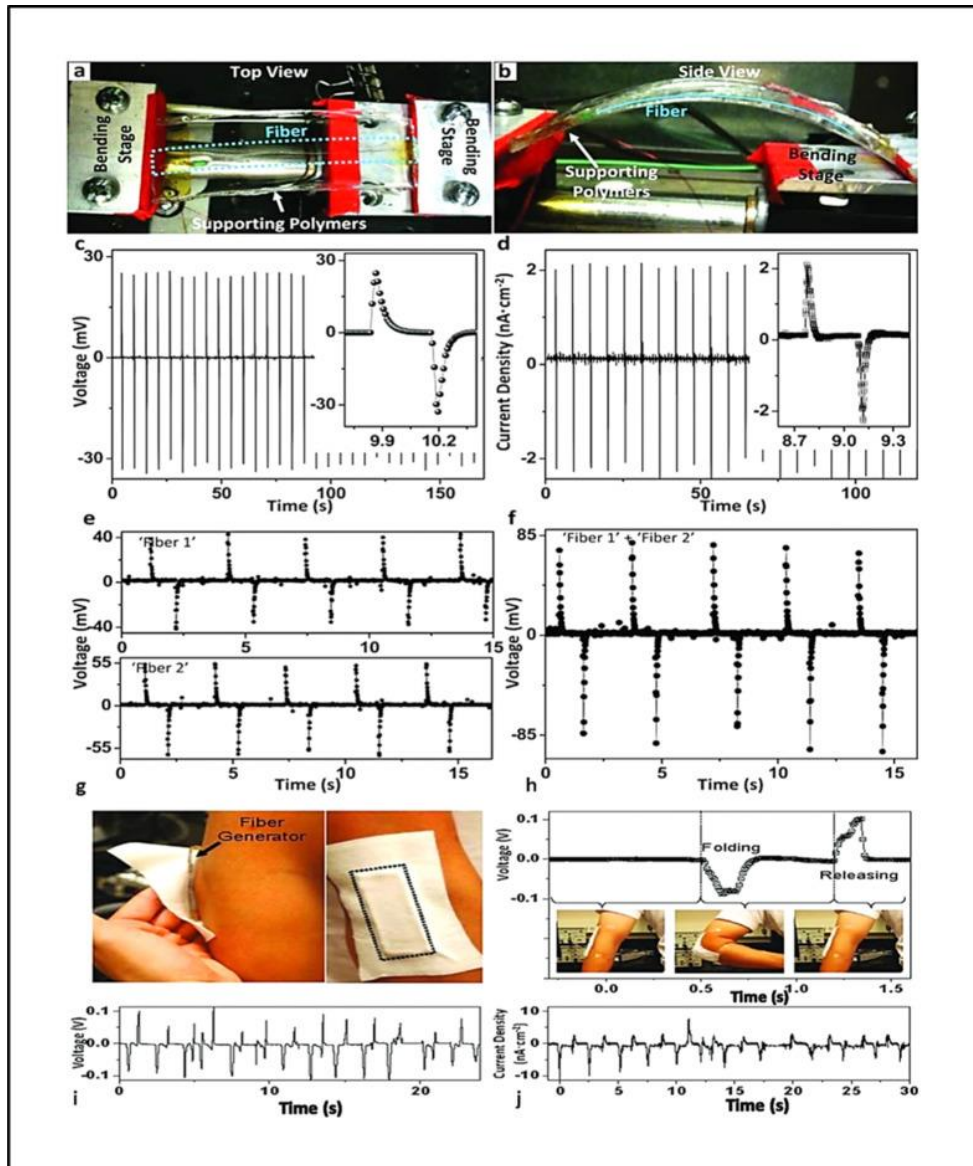 a
Top View
Bending Stage
Fiber
Bending Stage
Supporting Polymers
b
Side View
Fiber
Supporting Polymers
Bending Stage
c
Voltage (mV)
30
0
-30
0
-30
9.9 10.2
0 50 100 150
Time (s)
d
Current Density (nA·cm⁻²)
2
1
0
-1
-2
2
0
-2
8.7 9.0 9.3
0 50 100
Time (s)
e
'Fiber 1'
Voltage (mV)
40
0
-40
0 5 10 15
'Fiber 2'
55
0
-55
0 5 10 15
Time (s)
f
'Fiber 1' + 'Fiber 2'
Voltage (mV)
85
0
-85
0 5 10 15
Time (s)
g
Fiber
Generator
h
Voltage (V)
0.1
0.0
-0.1
Folding
Releasing
0.0 0.5 1.0 1.5
Time (s)
i
Voltage (V)
0.1
0.0
-0.1
0 10 20
Time (s)
j
Current Density
(nA·cm⁻²)
10
0
-10
0 5 10 15 20 25 30
Time (s)